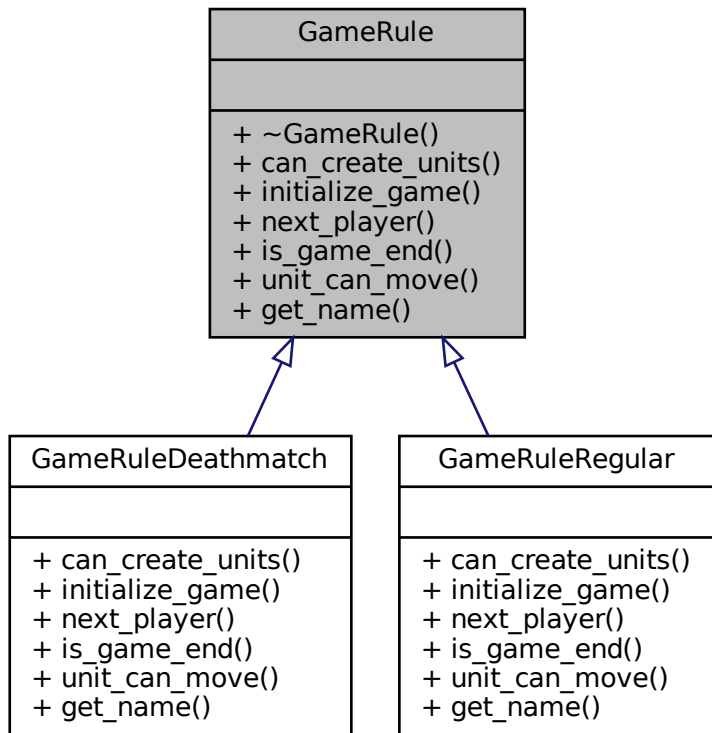 GameRule
+ ~GameRule()
+ can_create_units()
+ initialize_game()
+ next_player()
+ is_game_end()
+ unit_can_move()
+ get_name()
GameRuleDeathmatch
+ can_create_units()
+ initialize_game()
+ next_player()
+ is_game_end()
+ unit_can_move()
+ get_name()
GameRuleRegular
+ can_create_units()
+ initialize_game()
+ next_player()
+ is_game_end()
+ unit_can_move()
+ get_name()